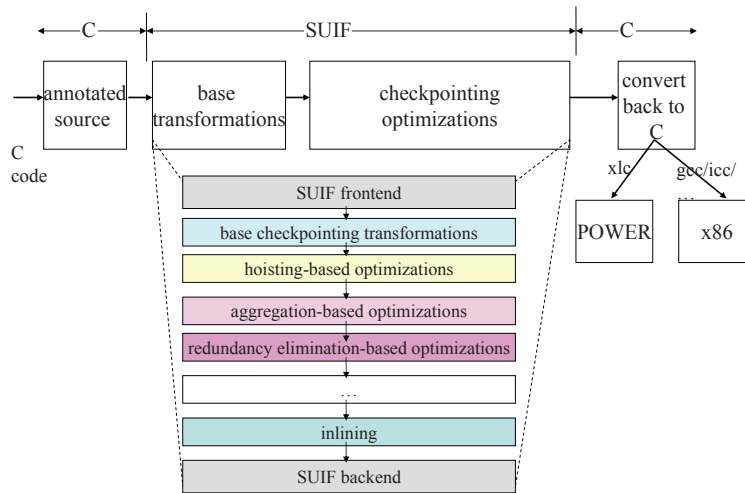 C
SUIF
C
annotated
source
base
transformations
checkpointing
optimizations
convert
back to
C
C
code
xlc
gcc/icc/
…
POWER
x86
SUIF frontend
base checkpointing transformations
hoisting-based optimizations
aggregation-based optimizations
redundancy elimination-based optimizations
…
inlining
SUIF backend